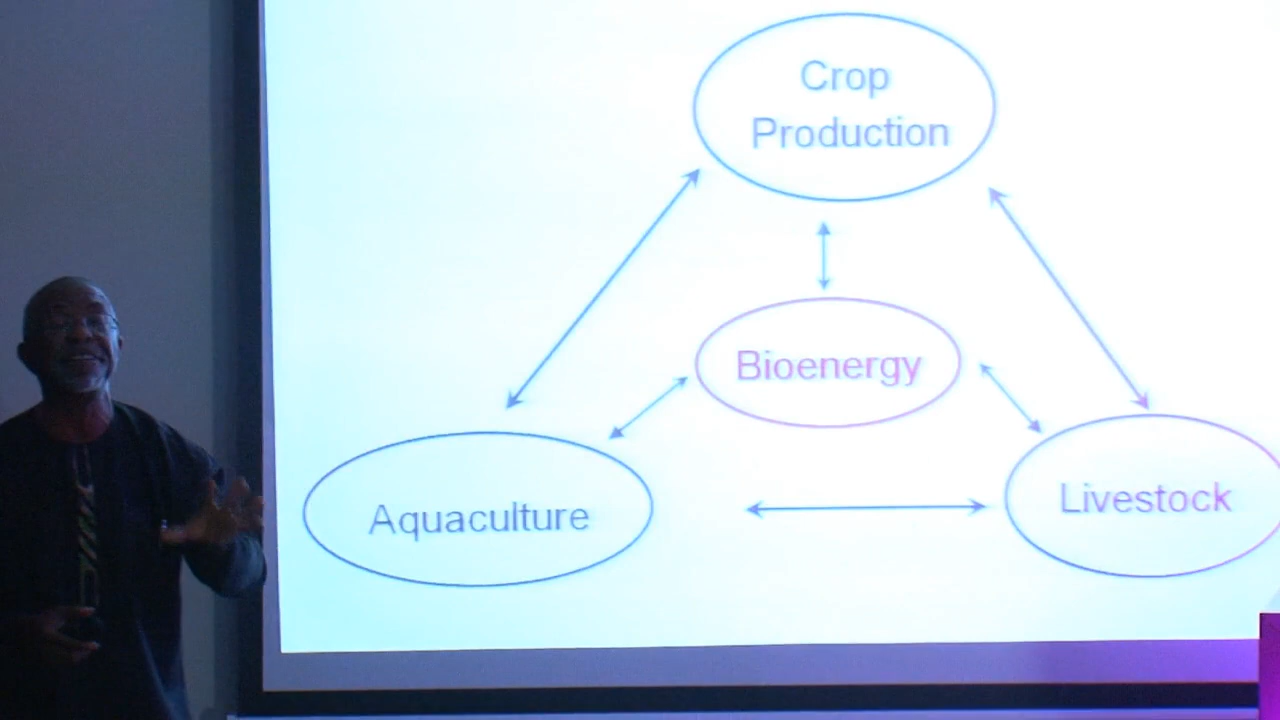 Crop
Production
Bioenergy
Aquaculture
Livestock